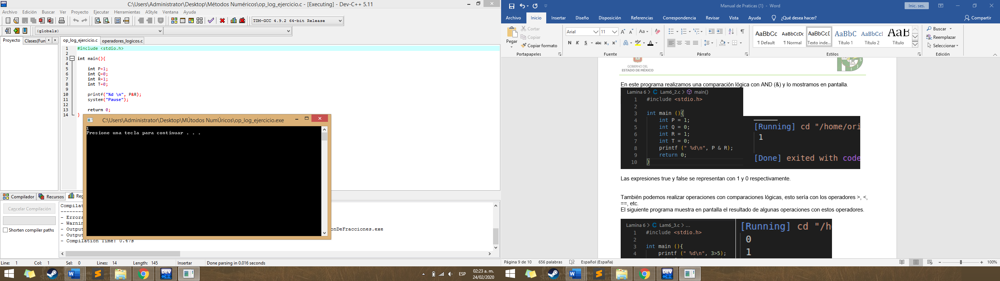 C:\Users\Administrator\Desktop\Métodos Numéricos\op_log_ejercicio.c - [Executing] - Dev-C++ 5.11
Archivo Edición Buscar Ver Proyecto Ejecutar Herramientas AStyle Ventana Ayuda
TDM-GCC 4.9.2 64-bit Release
(globals)
Proyecto Clases(Fun
op_log_ejercicio.c operadores_logicos.c
1 #include <stdio.h>
2
3 int main(){
4
5 int P=1;
6 int Q=0;
7 int R=1;
8 int T=0;
9
10 printf("%d \n", P&R);
11 system("Pause");
12
13 return 0;
14 }
C:\Users\Administrator\Desktop\MÚtodos NumÚricos\op_log_ejercicio.exe
1
Presione una tecla para continuar . . .
Compilador Recursos Reg
Cancelar Compilación
Shorten compiler paths
Compilat
--------
- Errors
- Warnin
- Output onDeFracciones.exe
- Output
- Compilation Time: 0.47s
Line: 1 Col: 1 Sel: 0 Lines: 14 Length: 145 Insertar Done parsing in 0.016 seconds
ESP
02:23 a. m.
24/02/2020
Manual de Praticas (1) - Word
Inic. ses.
Archivo Inicio Insertar Diseño Disposición Referencias Correspondencia Revisar Vista Ayuda ¿Qué desea hacer? Compartir
Pegar
Cortar
Copiar
Copiar formato
Portapapeles
Arial 11
N K S abc x₂ x²
Fuente
Párrafo
AaBbCc AaBbCcDc AaBbCcD AaBbC AaBbCcI AaB
¶ Default ¶ Normal Texto inde... Título 1 Título 2 Título
Estilos
Buscar
Reemplazar
Seleccionar
Edición
GOBIERNO DEL
ESTADO DE MÉXICO
En este programa realizamos una comparación lógica con AND (&) y lo mostramos en pantalla.
Lamina 6 > C Lam6_2.c > main()
1 #include <stdio.h>
2
3 int main (){
4 int P = 1;
5 int Q = 0;
6 int R = 1;
7 int T = 0;
8 printf (" %d\n", P & R);
9 return 0;
10 }
[Running] cd "/home/ori
1
[Done] exited with code
Las expresiones true y false se representan con 1 y 0 respectivamente.
También podemos realizar operaciones con comparaciones lógicas, esto sería con los operadores >, <,
==, etc.
El siguiente programa muestra en pantalla el resultado de algunas operaciones con estos operadores.
Lamina 6 > C Lam6_3.c > ...
1 #include <stdio.h>
2
3 int main (){
4 printf (" %d\n", 3>5);
[Running] cd "/h
0
1
Página 9 de 10 656 palabras Español (España) 100%